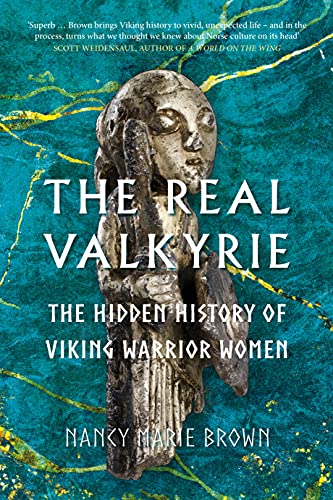 'Superb ... Brown brings Viking history to vivid, unexpected life – and in the
process, turns what we thought we knew about Norse culture on its head'
SCOTT WEIDENSAUL, AUTHOR OF A WORLD ON THE WING
THE REAL
VALKYRIE
THE HIDDEN HISTORY OF
VIKING WARRIOR WOMEN
NANCY MARIE BROWN